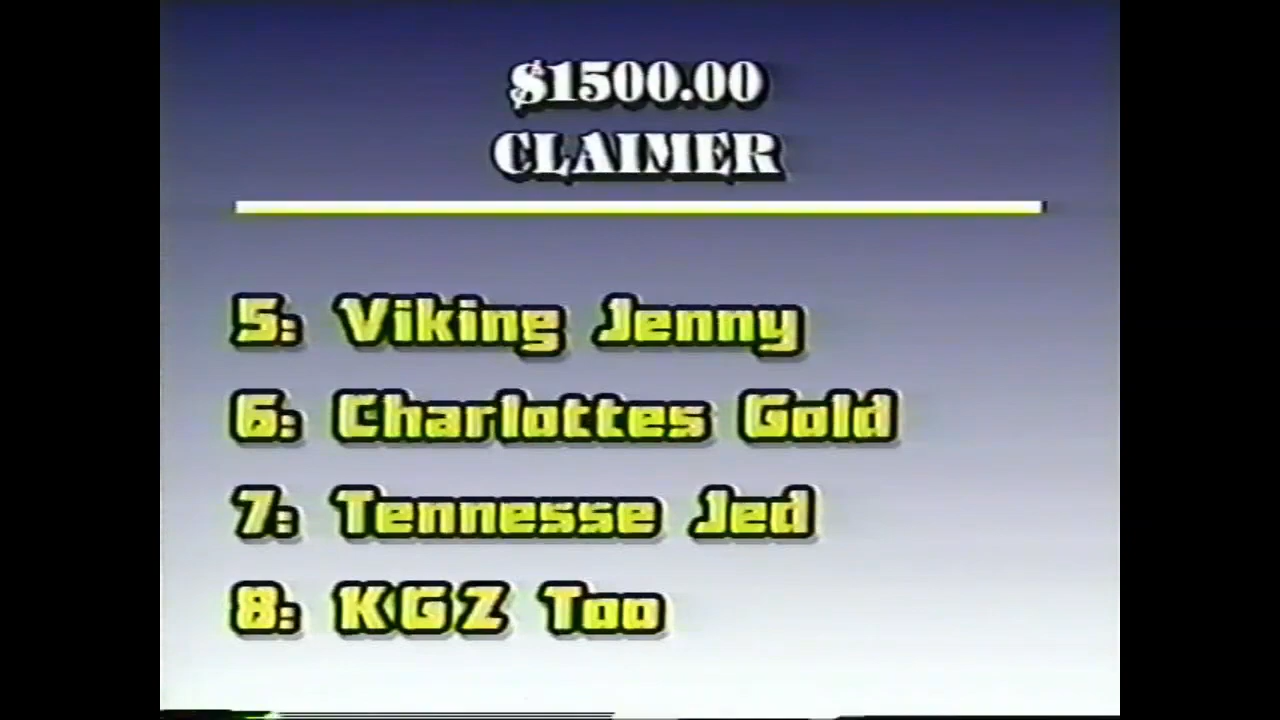 $1500.00
CLAIMER
5: Viking Jenny
6: Charlottes Gold
7: Tennesse Jed
8: KGZ Too